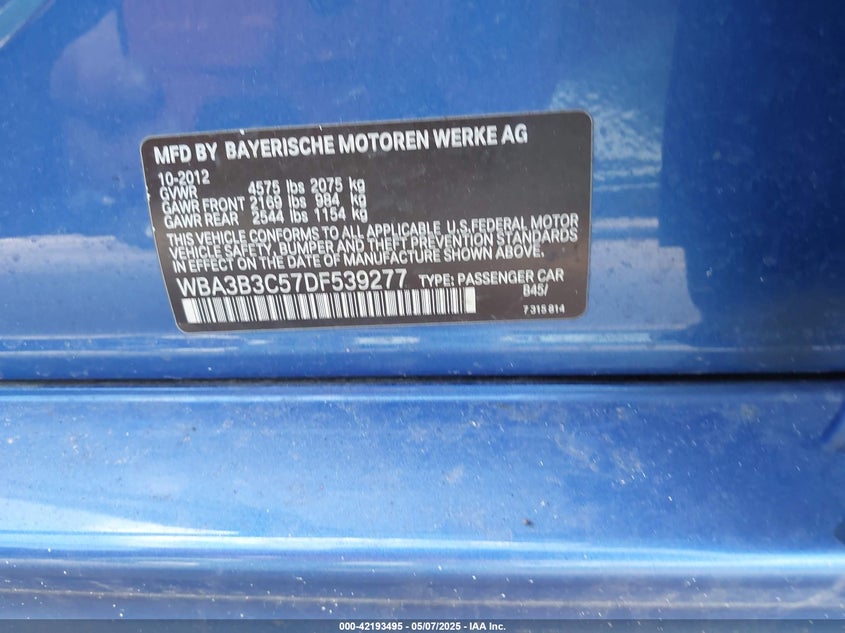 MFD BY BAYERISCHE MOTOREN WERKE AG
10-2012
GVWR 4575 lbs 2075 kg
GAWR FRONT 2169 lbs 984 kg
GAWR REAR 2544 lbs 1154 kg
THIS VEHICLE CONFORMS TO ALL APPLICABLE U.S.FEDERAL MOTOR
VEHICLE SAFETY, BUMPER AND THEFT PREVENTION STANDARDS
IN EFFECT ON THE DATE OF MANUFACTURE SHOWN ABOVE.
WBA3B3C57DF539277 TYPE: PASSENGER CAR
B45/
7 315 814
000-42193495 - 05/07/2025 - IAA Inc.